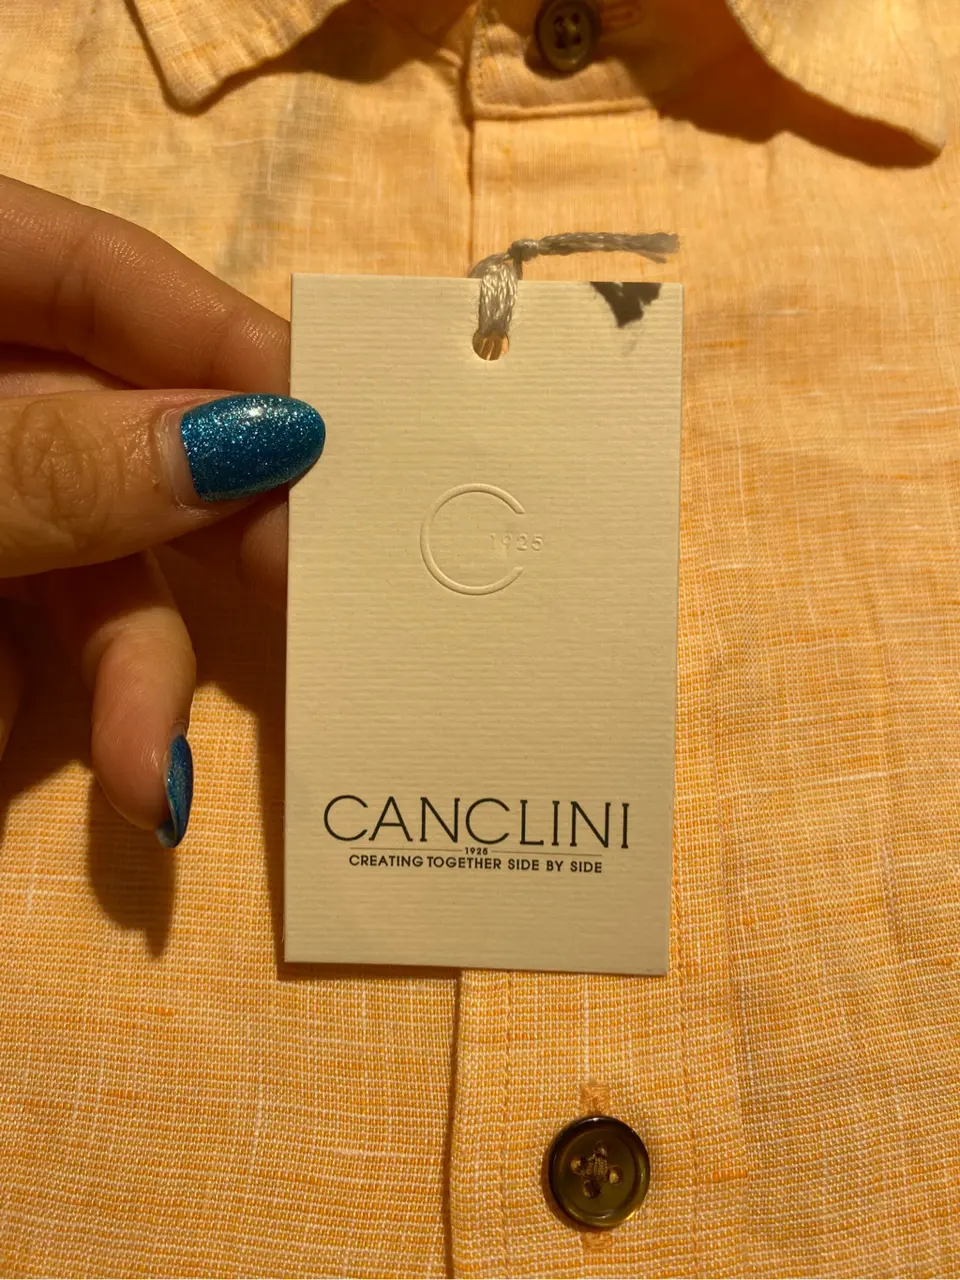 C 1925
CANCLINI
1925
CREATING TOGETHER SIDE BY SIDE